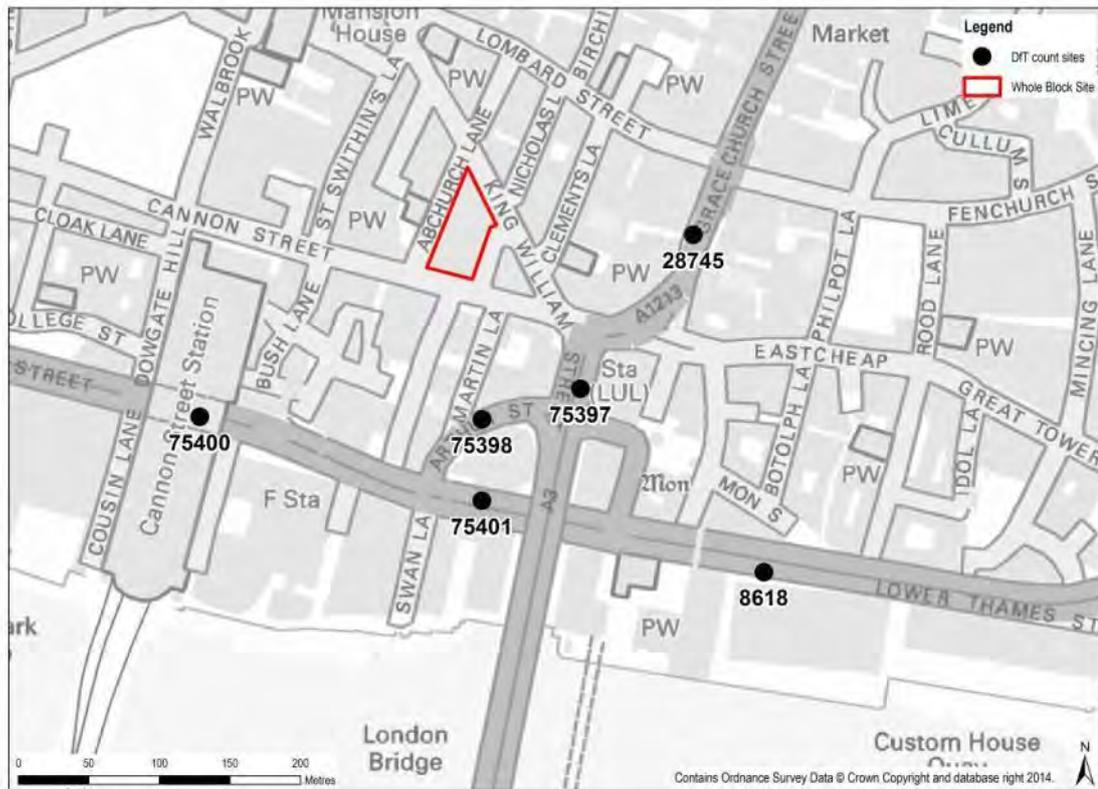 Mansion
House
WALBROOK
PW
ST SWITHIN'S LA
PW
LOMBARD STREET
BIRCHI
PW
GRACECHURCH STREE
Market
Legend
DfT count sites
Whole Block Site
LIME
CULLUM S
FENCHURCH S
ABCHURCH LANE
NICHOLAS L
KING WILLIAM
CLEMENTS LA
PW
CANNON STREET
CLOAK LANE
PW
PW
28745
A1213
PHILPOT LA
ROOD LANE
MINCING LANE
PW
COLLEGE ST
DOWGATE HILL
BUSH LANE
MARTIN LA
EASTCHEAP
GREAT TOWER
STREET
Cannon Street Station
75400
ST
75398
Sta
(LUL)
75397
BOTOLPH LA
PW
IDOL LA
COUSIN LANE
F Sta
75401
A3
Mon
MON S
SWAN LA
8618
LOWER THAMES ST
PW
ark
London
Bridge
Custom House
Quay
0 50 100 150 200
Metres
Contains Ordnance Survey Data © Crown Copyright and database right 2014.
N